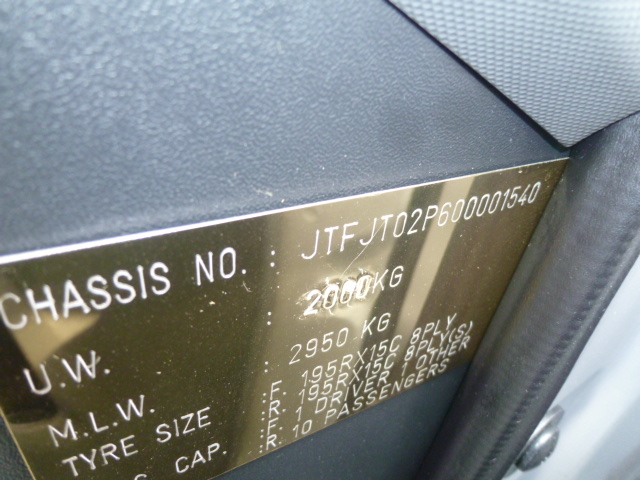 CHASSIS NO. : JTFJT02P600001540
U.W. : 2000KG
M.L.W. : 2950 KG
TYRE SIZE :F. 195RX15C 8PLY
:R. 195RX15C 8PLY(S)
CAP. :F. 1 DRIVER 1 OTHER
:R. 10 PASSENGERS